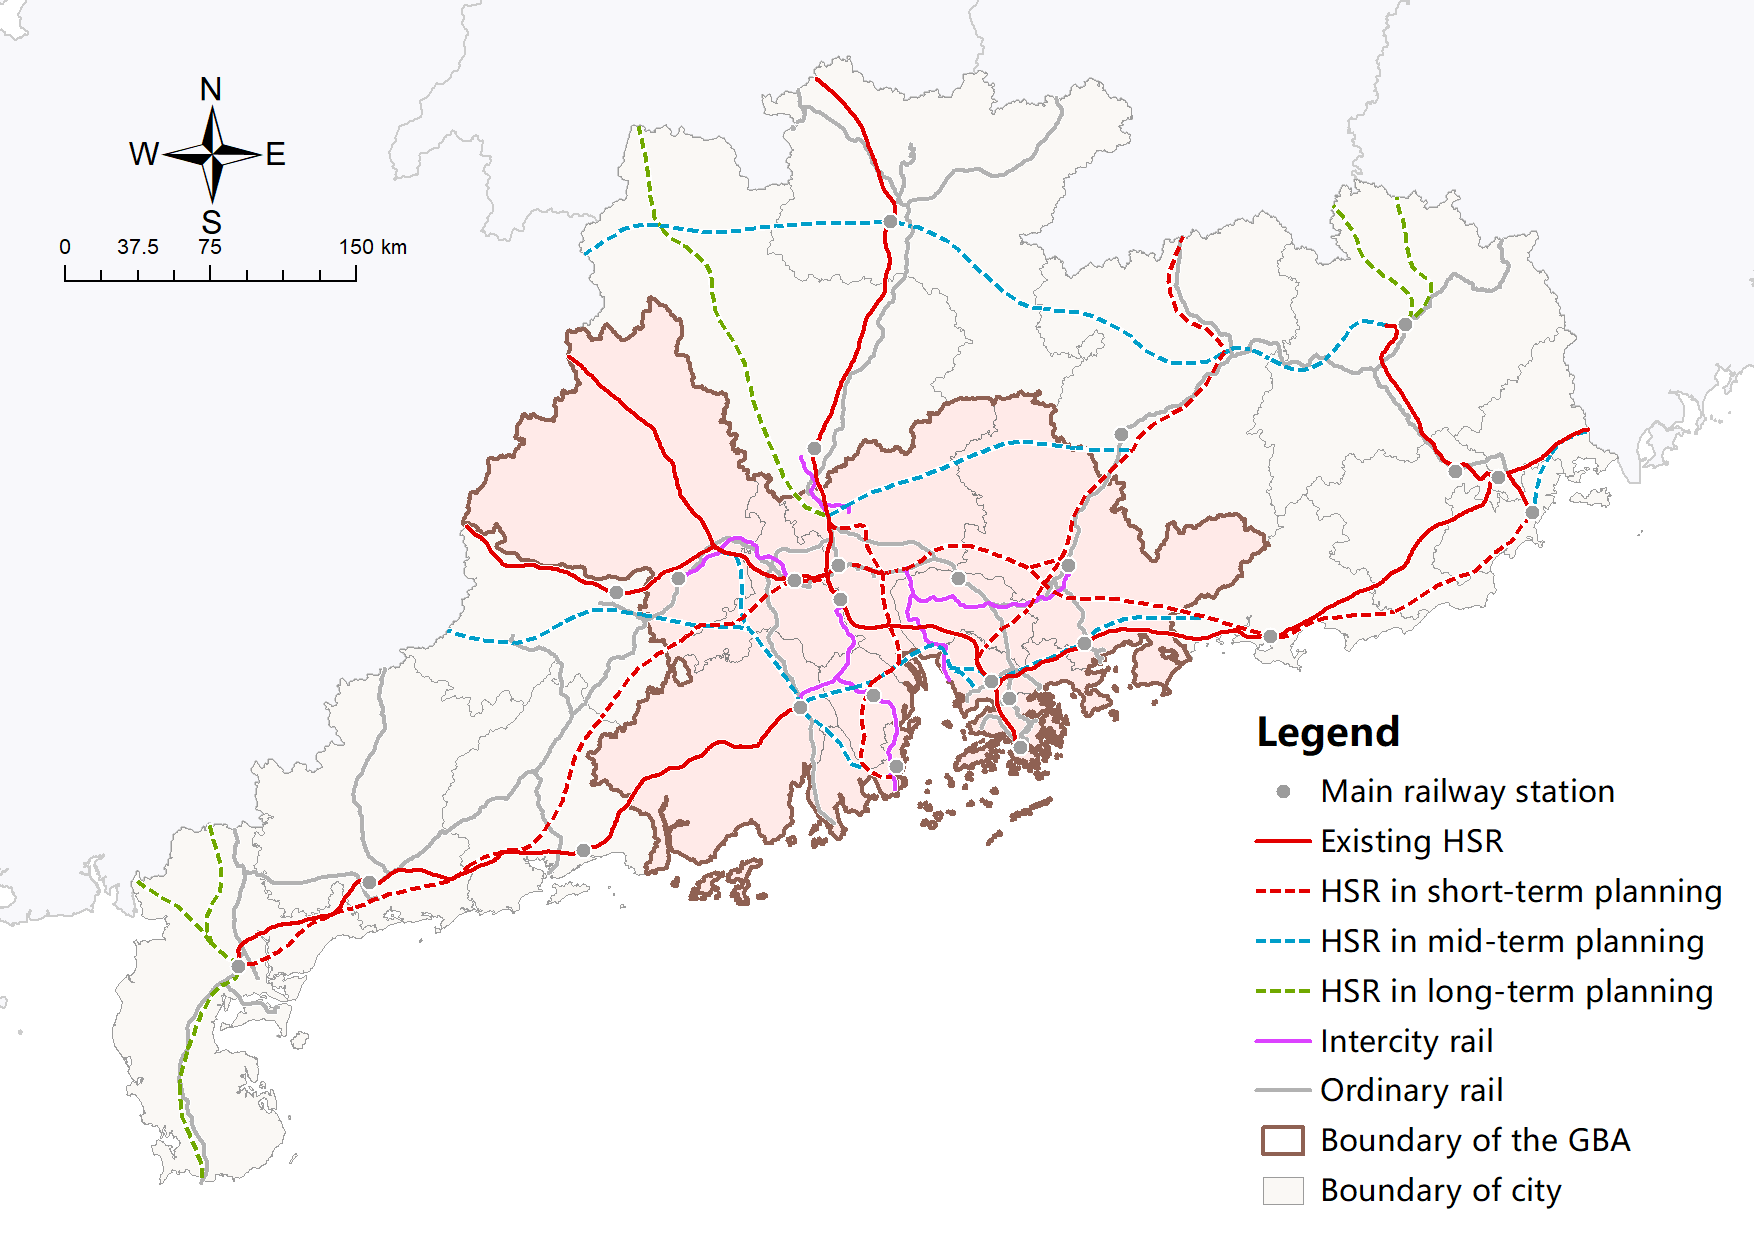 N
W E
S
0 37.5 75 150 km
Legend
Main railway station
Existing HSR
HSR in short-term planning
HSR in mid-term planning
HSR in long-term planning
Intercity rail
Ordinary rail
Boundary of the GBA
Boundary of city